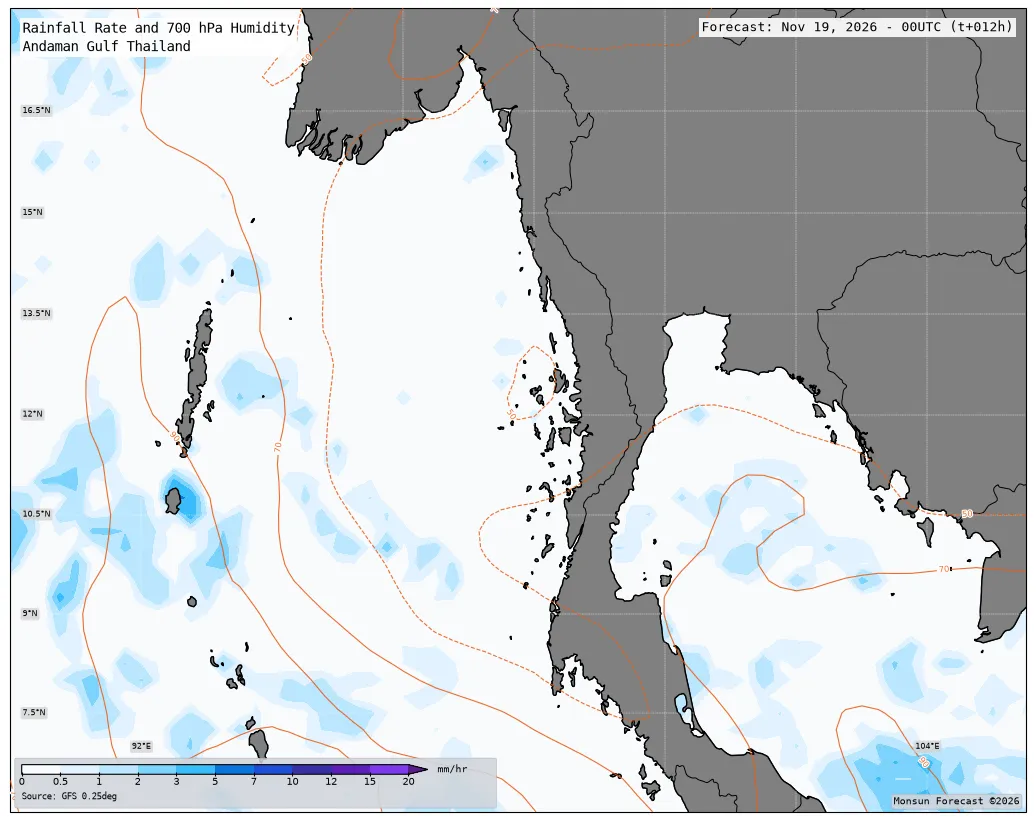 Rainfall Rate and 700 hPa Humidity
Andaman Gulf Thailand
Forecast: Nov 19, 2026 - 00UTC (t+012h)
50
16.5°N
15°N
13.5°N
12°N
10.5°N
9°N
7.5°N
50
90
70
50
70
90
92°E
104°E
0 0.5 1 2 3 5 7 10 12 15 20 mm/hr
Source: GFS 0.25deg
Monsun Forecast ©2026